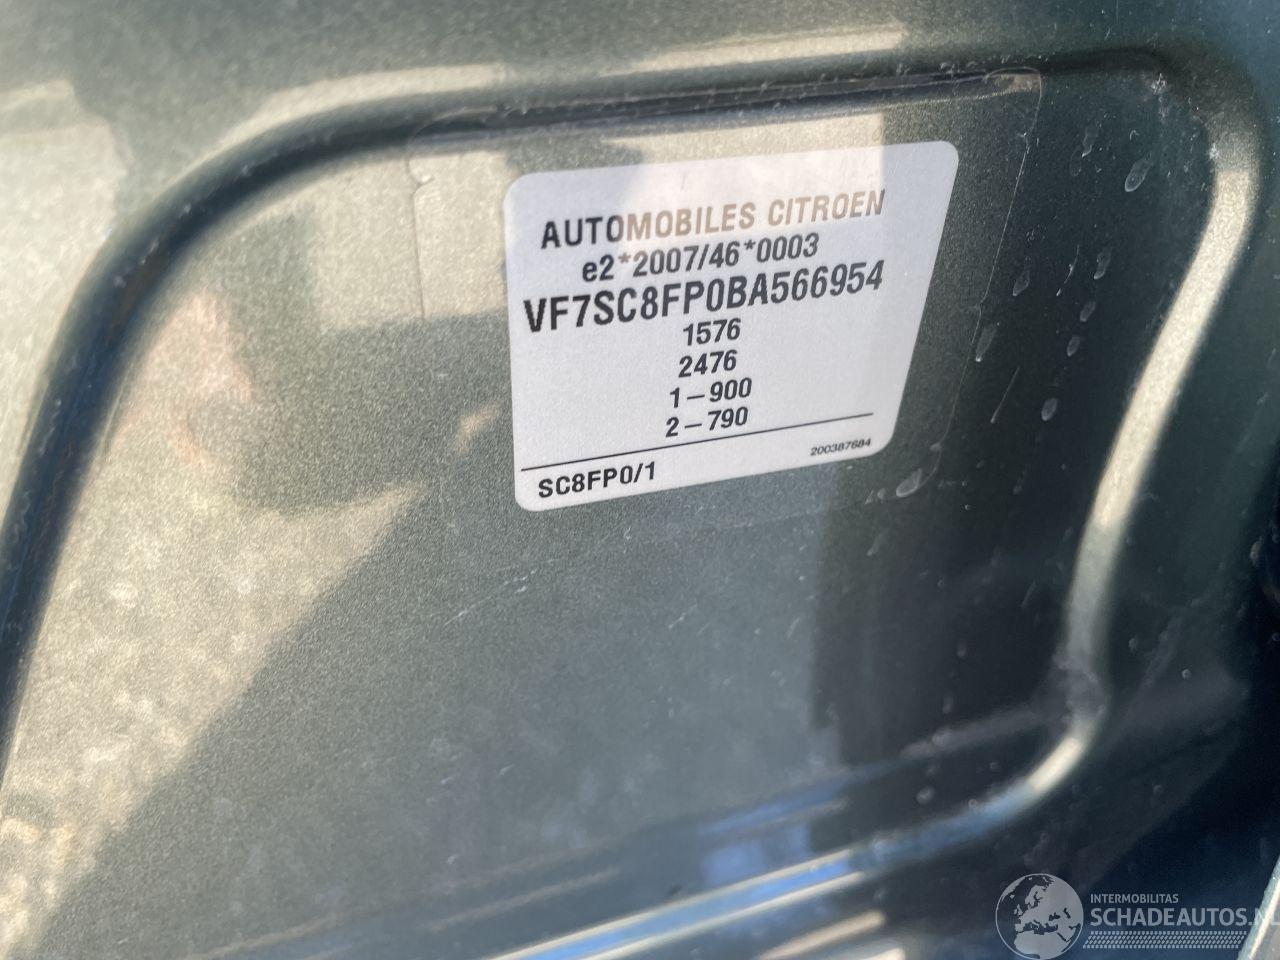 AUTOMOBILES CITROEN
e2*2007/46*0003
VF7SC8FP0BA566954
1576
2476
1-900
2-790
SC8FP0/1
200387684
INTERMOBILITAS
SCHADEAUTOS.N